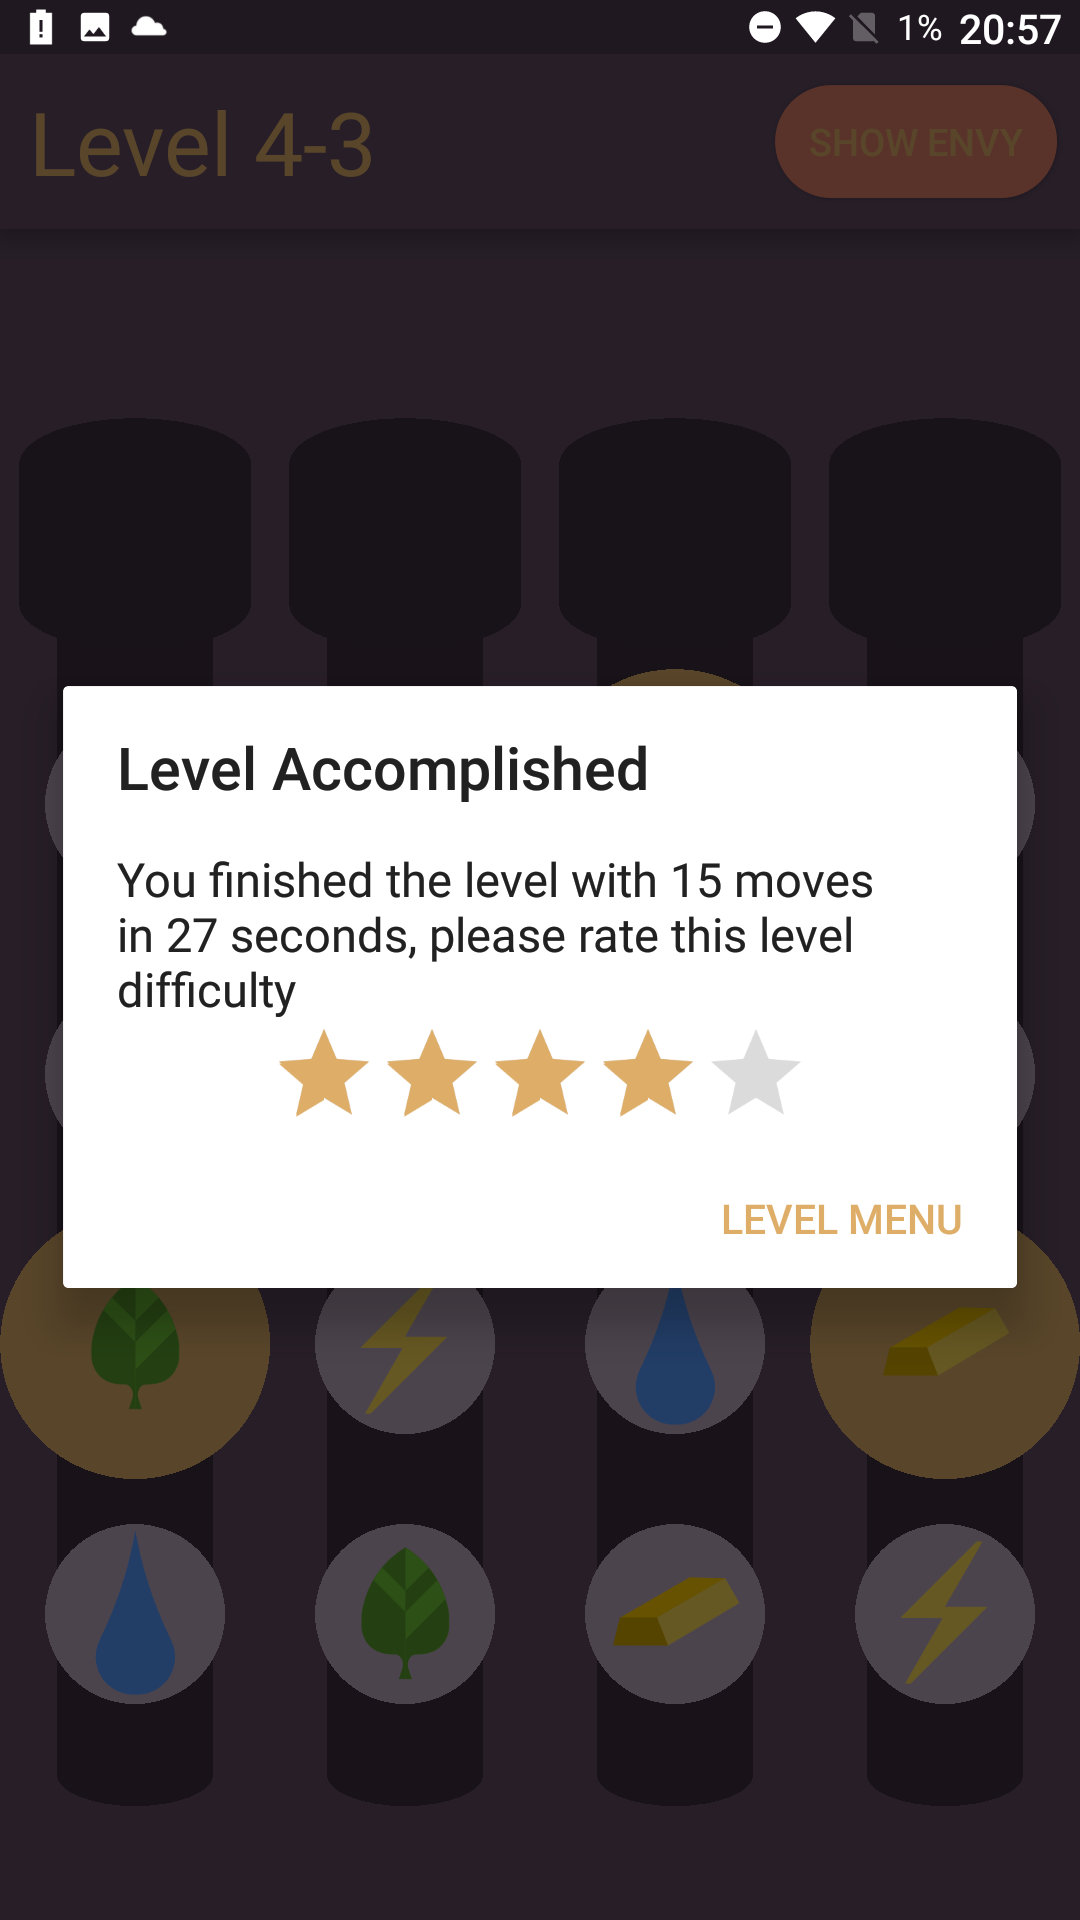 1% 20:57
Level 4-3
SHOW ENVY
Level Accomplished
You finished the level with 15 moves
in 27 seconds, please rate this level
difficulty
LEVEL MENU